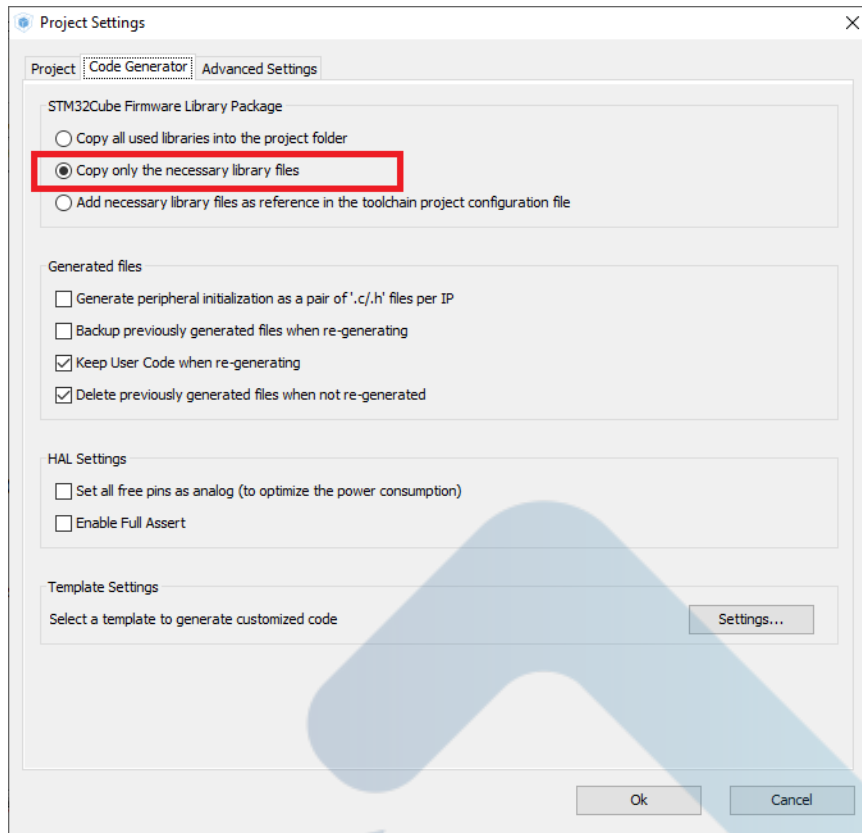 Project Settings
Project Code Generator Advanced Settings
STM32Cube Firmware Library Package
Copy all used libraries into the project folder
Copy only the necessary library files
Add necessary library files as reference in the toolchain project configuration file
Generated files
Generate peripheral initialization as a pair of '.c/.h' files per IP
Backup previously generated files when re-generating
Keep User Code when re-generating
Delete previously generated files when not re-generated
HAL Settings
Set all free pins as analog (to optimize the power consumption)
Enable Full Assert
Template Settings
Select a template to generate customized code Settings...
Ok Cancel